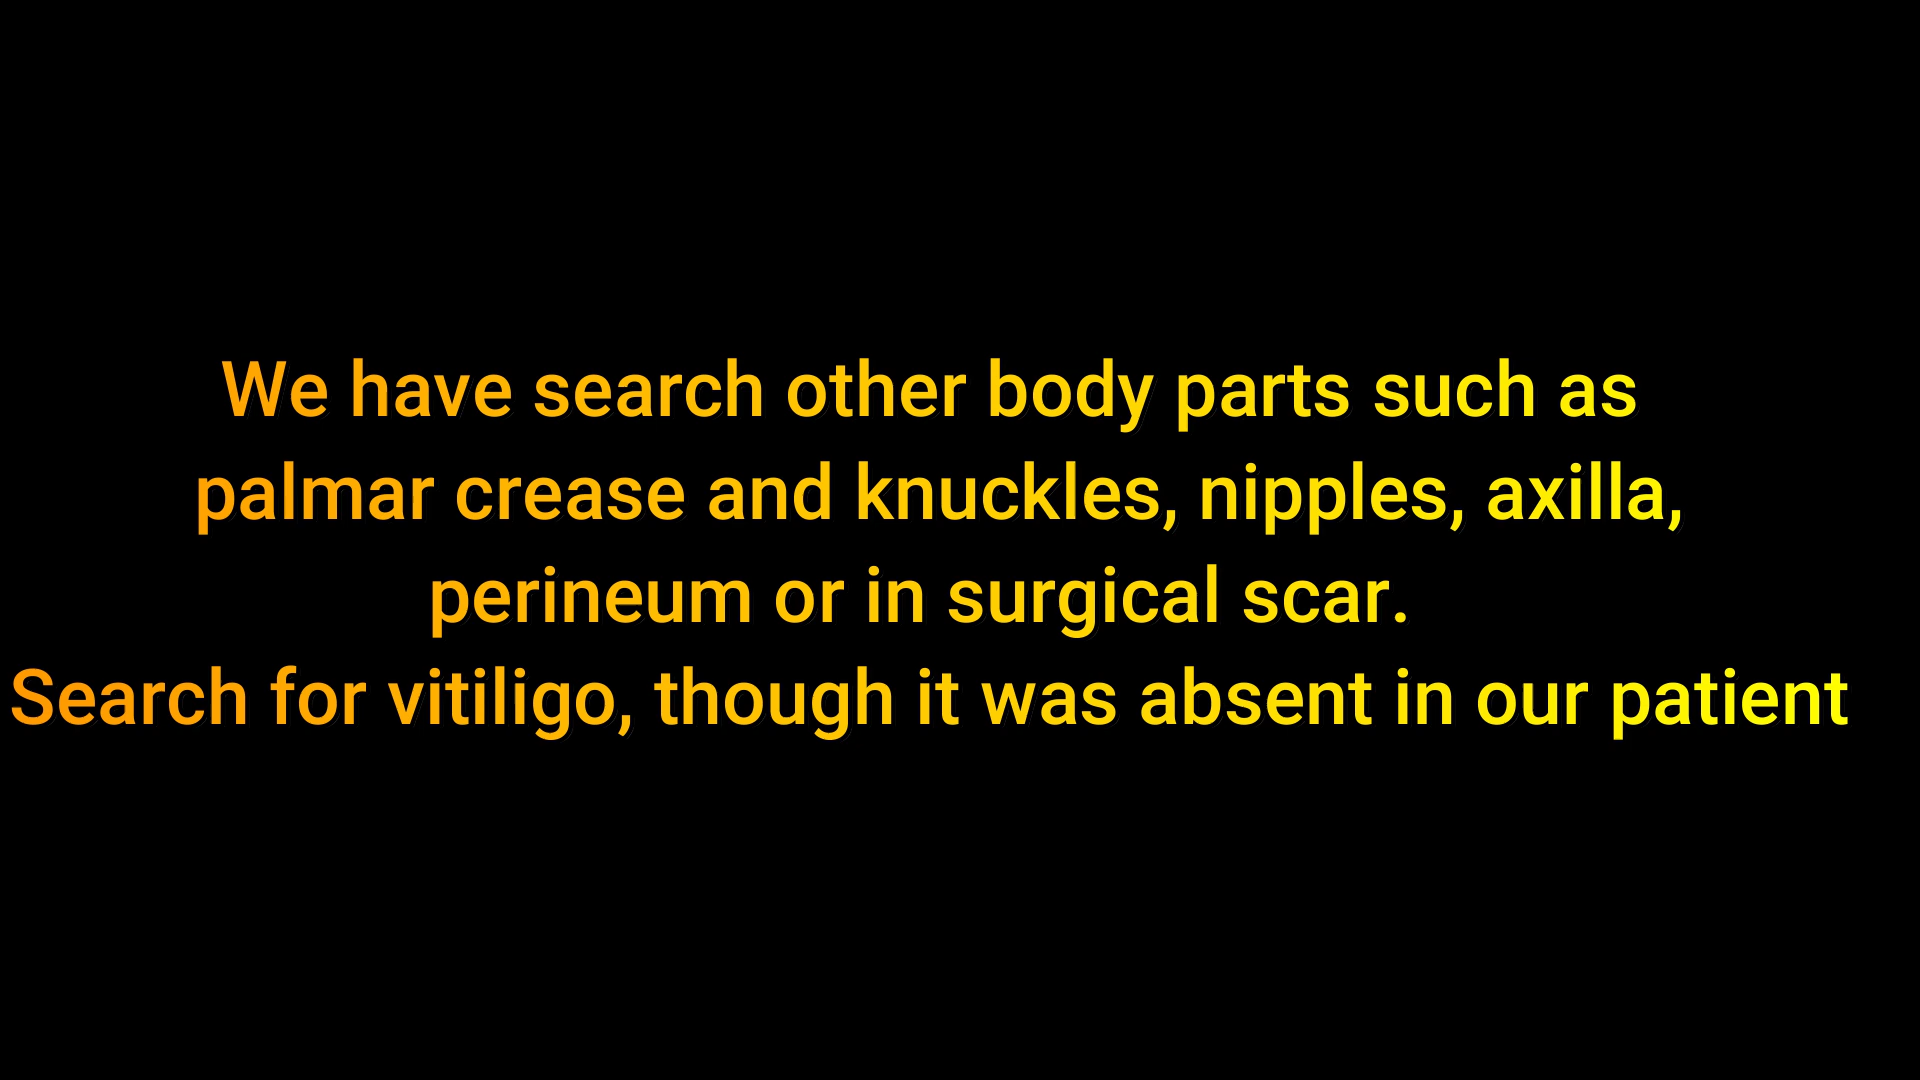 We have search other body parts such as
palmar crease and knuckles, nipples, axilla,
perineum or in surgical scar.
Search for vitiligo, though it was absent in our patient